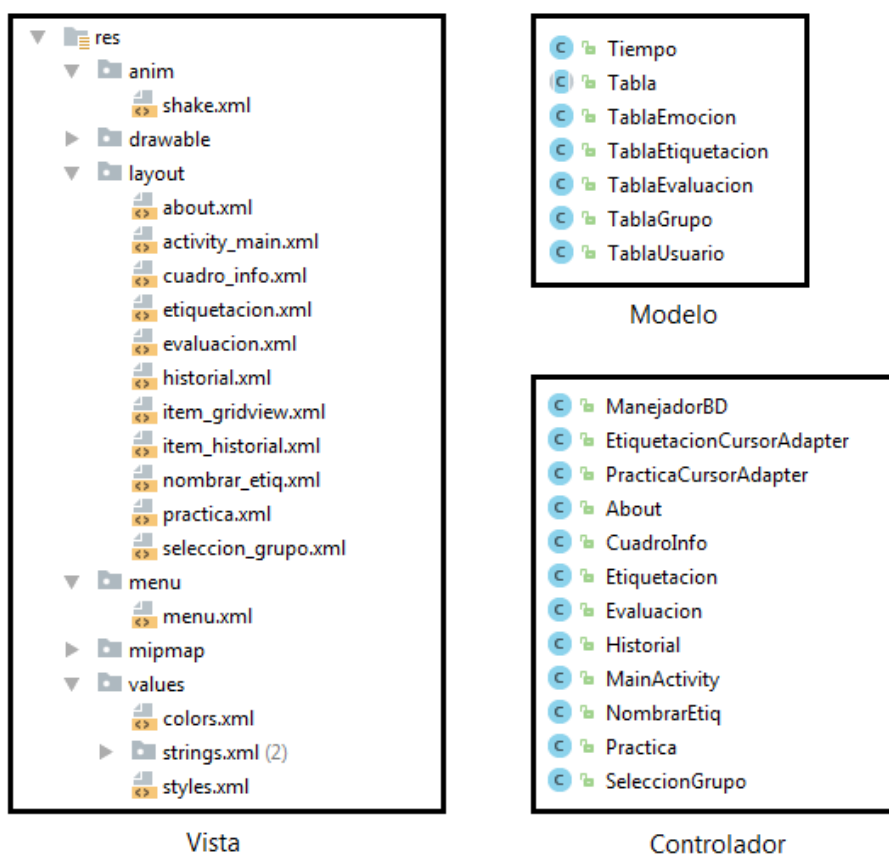 res
anim
shake.xml
drawable
layout
about.xml
activity_main.xml
cuadro_info.xml
etiquetacion.xml
evaluacion.xml
historial.xml
item_gridview.xml
item_historial.xml
nombrar_etiq.xml
practica.xml
seleccion_grupo.xml
menu
menu.xml
mipmap
values
colors.xml
strings.xml (2)
styles.xml
Vista
C Tiempo
C Tabla
C TablaEmocion
C TablaEtiquetacion
C TablaEvaluacion
C TablaGrupo
C TablaUsuario
Modelo
C ManejadorBD
C EtiquetacionCursorAdapter
C PracticaCursorAdapter
C About
C CuadroInfo
C Etiquetacion
C Evaluacion
C Historial
C MainActivity
C NombrarEtiq
C Practica
C SeleccionGrupo
Controlador